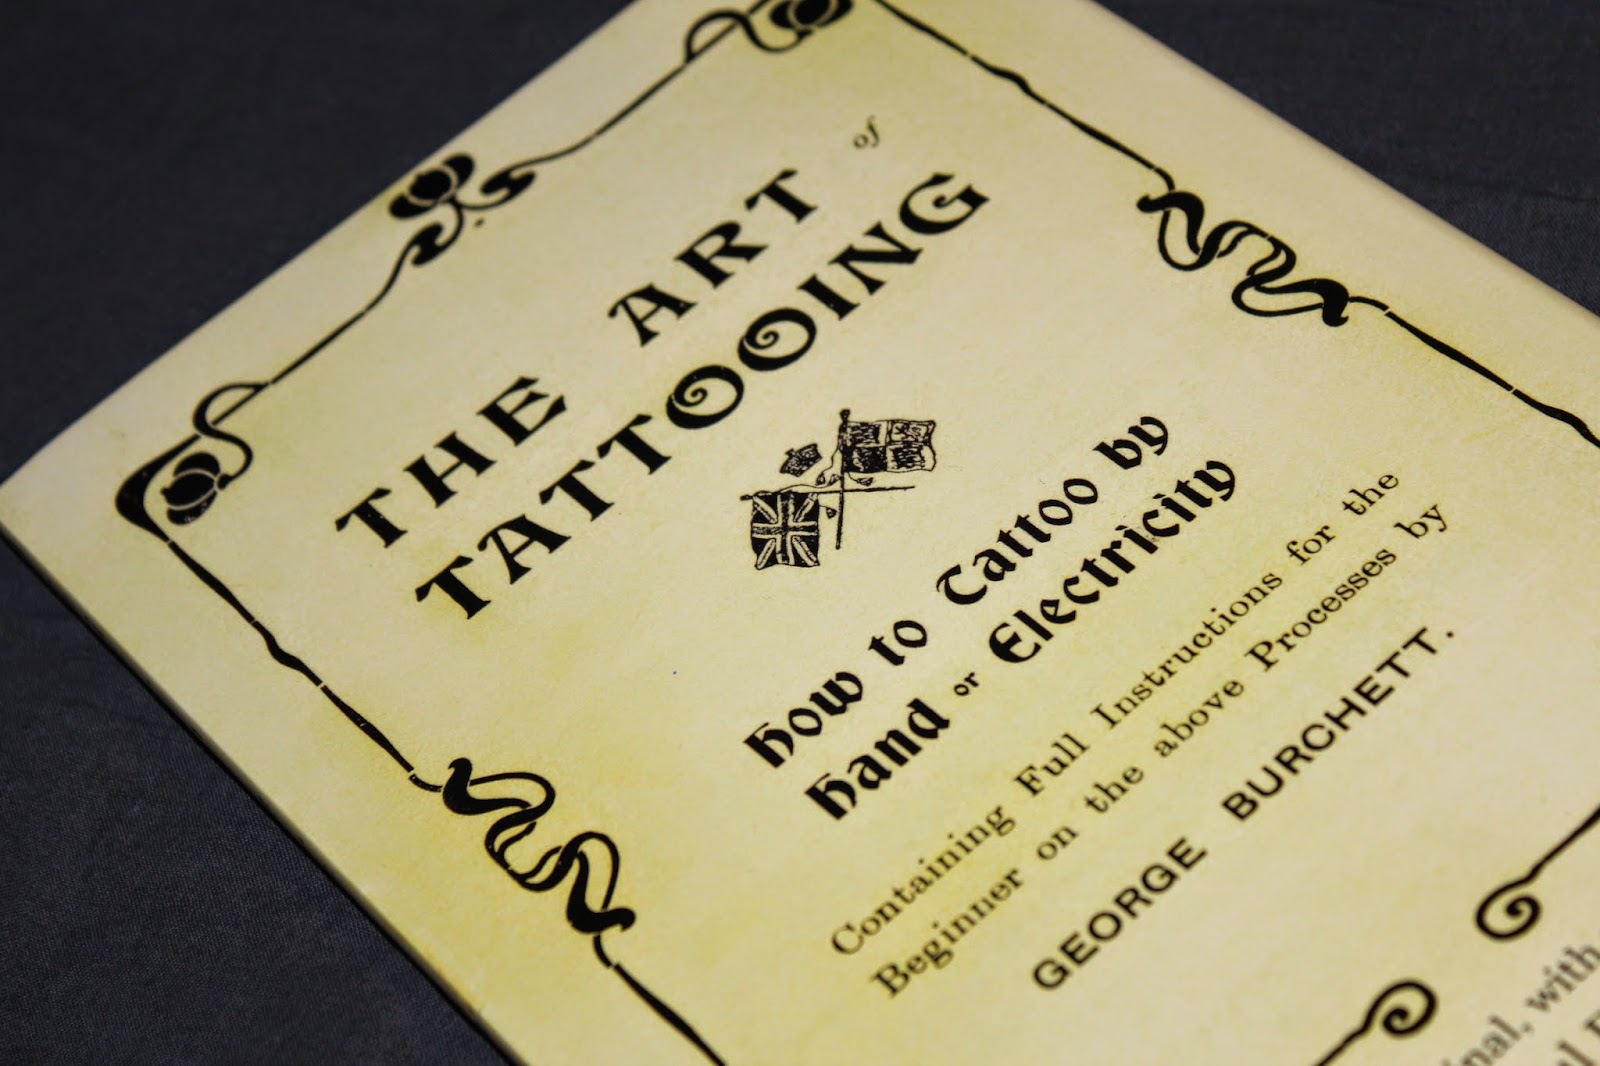 THE ART of
TATTOOING
How to Tattoo by
Hand or Electricity
Containing Full Instructions for the
Beginner on the above Processes by
GEORGE BURCHETT.
with